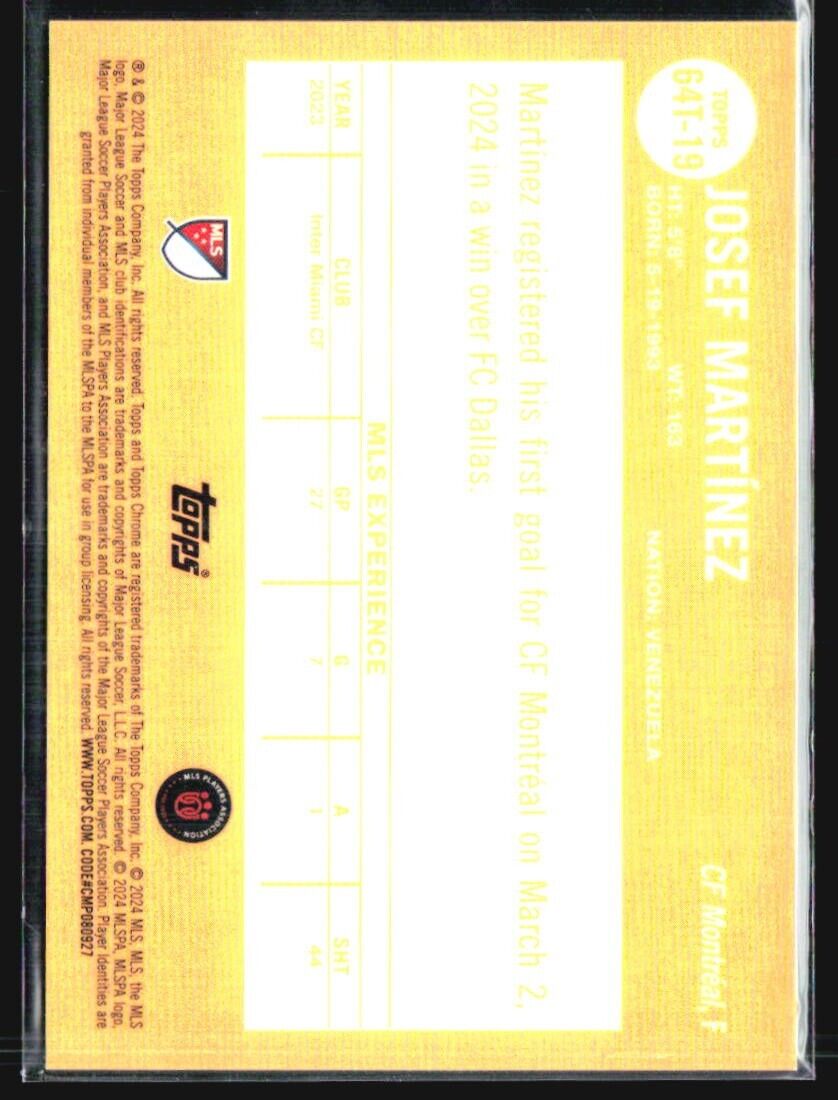 TOPPS
64T-19
JOSEF MARTÍNEZ
CF Montréal, F
HT: 5'8" WT: 163
BORN: 5-19-1993 NATION: VENEZUELA
Martínez registered his first goal for CF Montréal on March 2,
2024 in a win over FC Dallas.
MLS EXPERIENCE
YEAR CLUB GP G A SHT
2023 Inter Miami CF 27 7 1 44
MLS
topps®
MLS PLAYERS ASSOCIATION
® & © 2024 The Topps Company, Inc. All rights reserved. Topps and Topps Chrome are registered trademarks of The Topps Company, Inc. © 2024 MLS, MLS, the MLS
logo, Major League Soccer and MLS club identifications are trademarks and copyrights of Major League Soccer, L.L.C. All rights reserved. © 2024 MLSPA, MLSPA logo,
Major League Soccer Players Association, and MLS Players Association are trademarks and copyrights of the Major League Soccer Players Association. Player Identities are
granted from individual members of the MLSPA to the MLSPA for use in group licensing. All rights reserved. WWW.TOPPS.COM. CODE#CMP080927